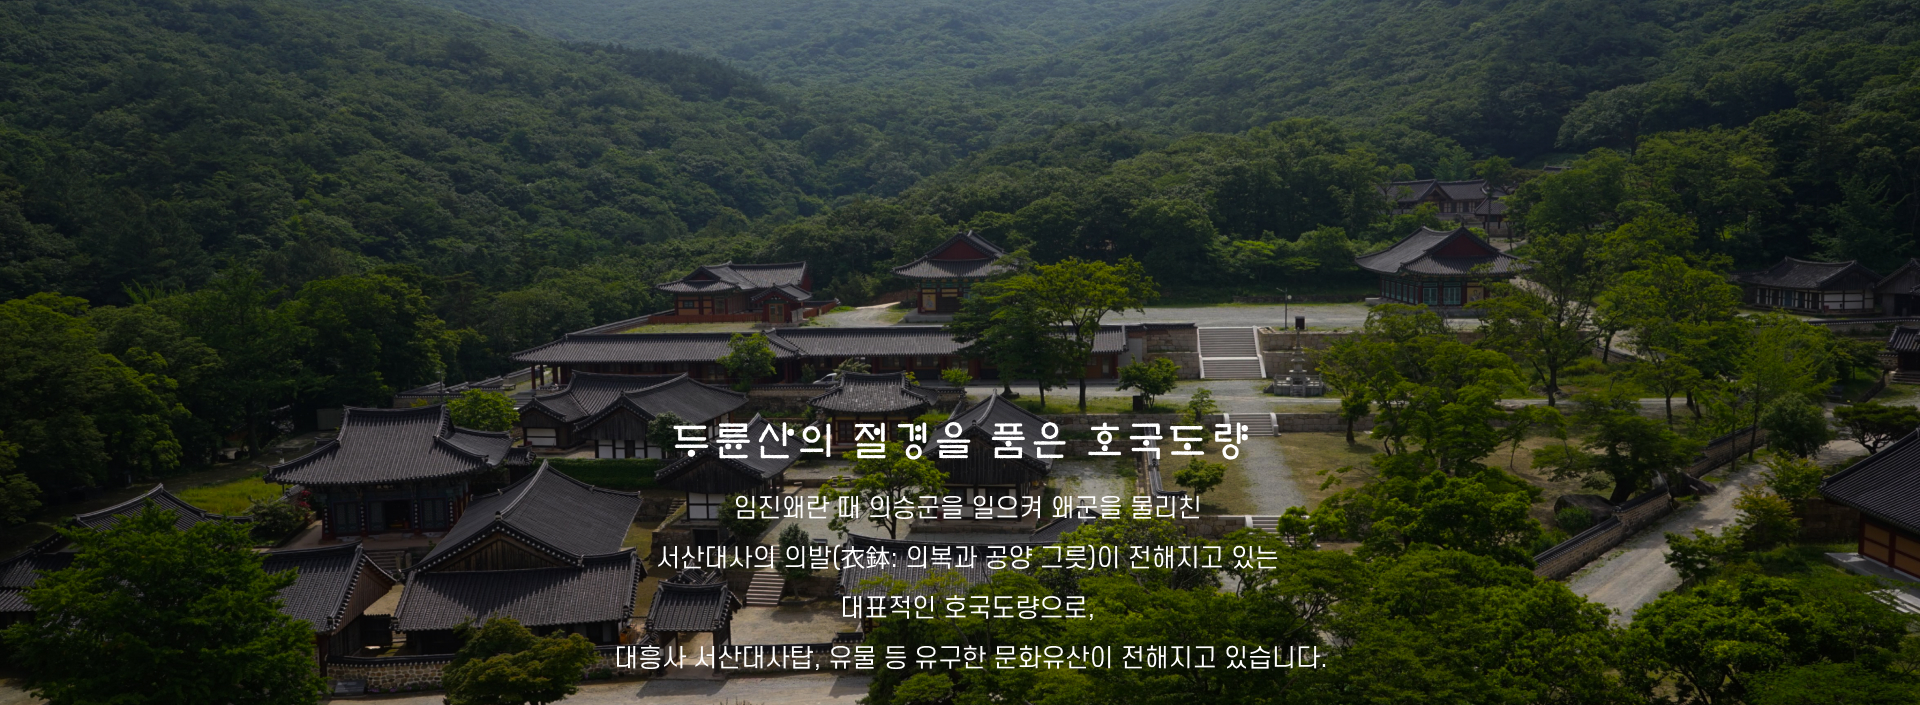 두륜산의 절경을 품은 호국도량
임진왜란 때 의승군을 일으켜 왜군을 물리친
서산대사의 의발(衣鉢: 의복과 공양 그릇)이 전해지고 있는
대표적인 호국도량으로,
대흥사 서산대사탑, 유물 등 유구한 문화유산이 전해지고 있습니다.